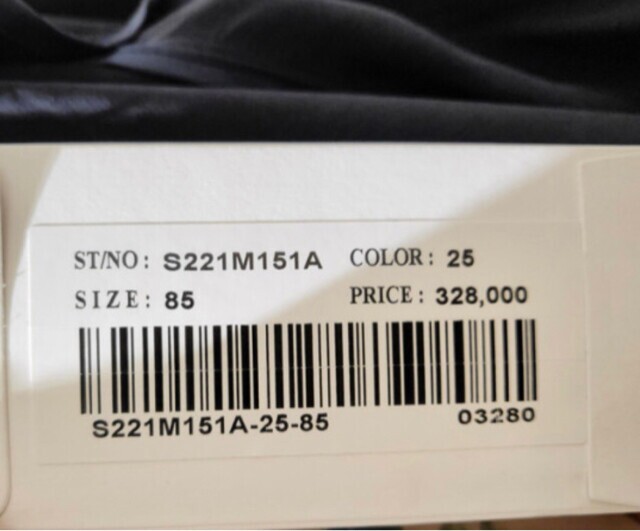 ST/NO: S221M151A COLOR: 25
SIZE: 85 PRICE: 328,000
S221M151A-25-85 03280